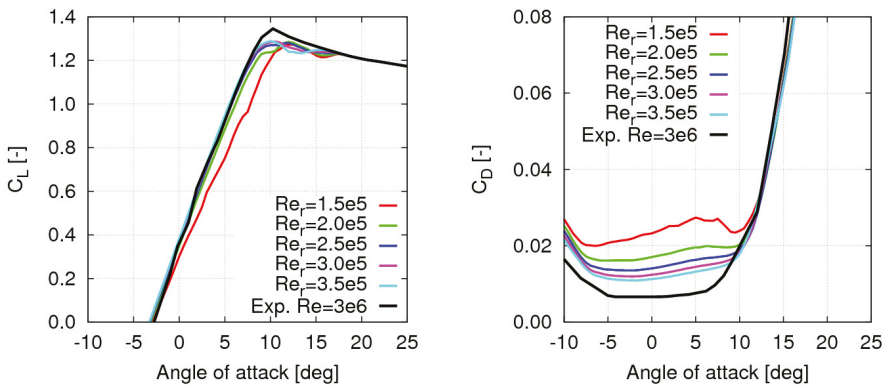 1.4
1.2
1.0
0.8
0.6
0.4
0.2
0.0
C_L [-]
-10 -5 0 5 10 15 20 25
Angle of attack [deg]
Re_r=1.5e5
Re_r=2.0e5
Re_r=2.5e5
Re_r=3.0e5
Re_r=3.5e5
Exp. Re=3e6
0.08
0.06
0.04
0.02
0.00
C_D [-]
-10 -5 0 5 10 15 20 25
Angle of attack [deg]
Re_r=1.5e5
Re_r=2.0e5
Re_r=2.5e5
Re_r=3.0e5
Re_r=3.5e5
Exp. Re=3e6